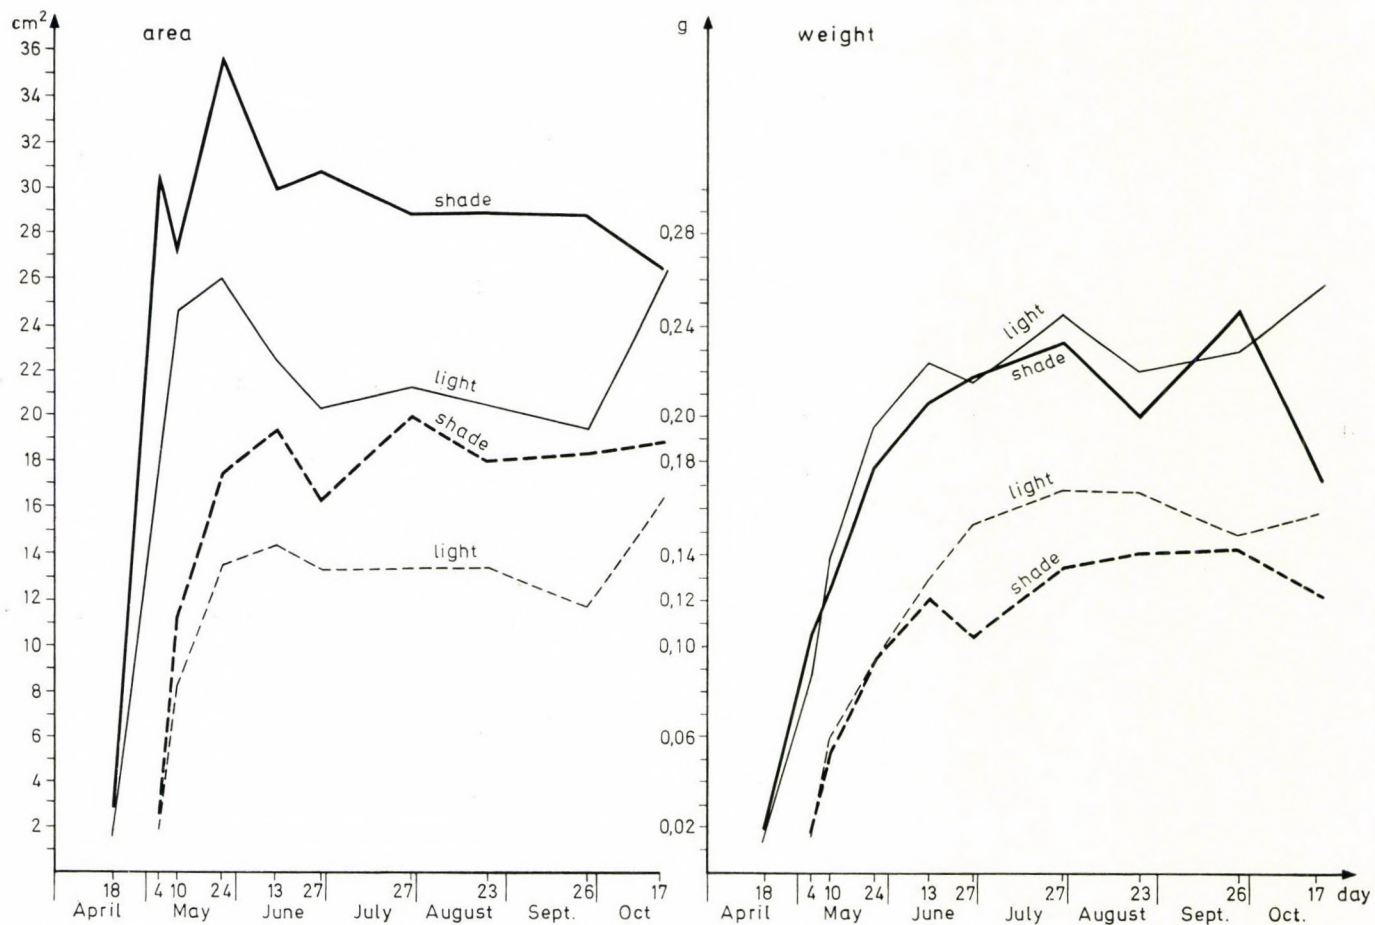 cm² area
36
34
32
30
28
26
24
22
20
18
16
14
12
10
8
6
4
2
shade
light
shade
light
18 4 10 24 13 27 27 23 26 17
April May June July August Sept. Oct
g weight
0,28
0,24
0,20
0,18
0,14
0,12
0,10
0,06
0,02
light
shade
light
shade
18 4 10 24 13 27 27 23 26 17 day
April May June July August Sept. Oct.